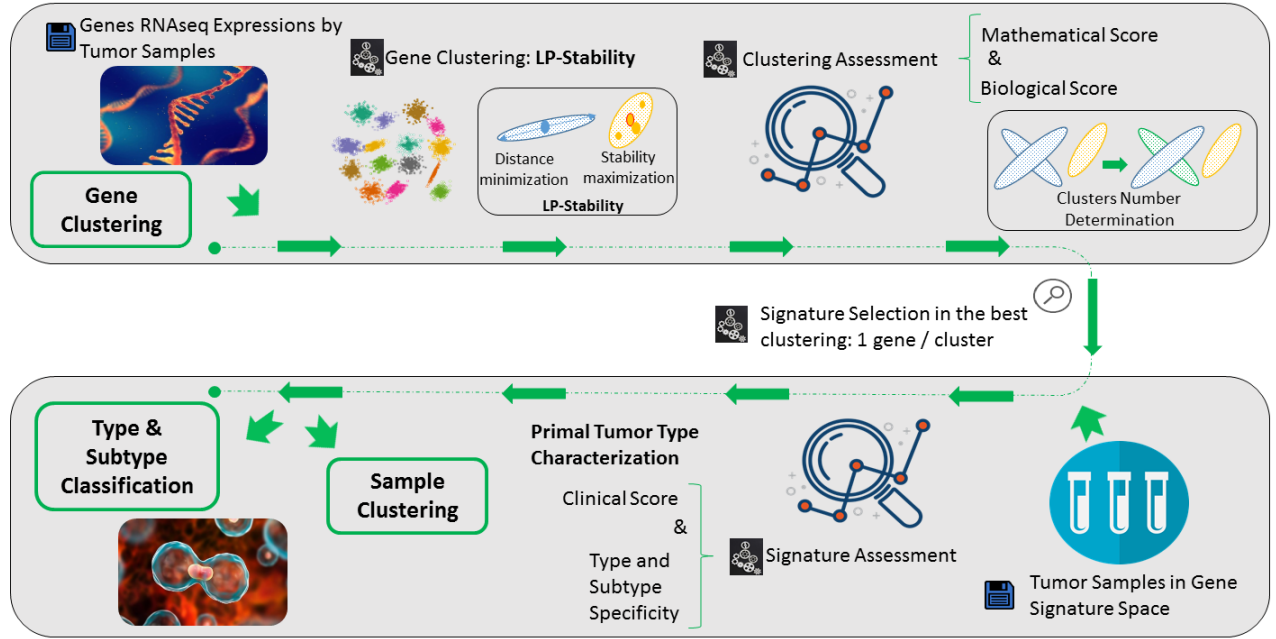 Genes RNAseq Expressions by
Tumor Samples
Gene
Clustering
Gene Clustering: LP-Stability
Distance
minimization
Stability
maximization
LP-Stability
Clustering Assessment
Mathematical Score
&
Biological Score
Clusters Number
Determination
Signature Selection in the best
clustering: 1 gene / cluster
Type &
Subtype
Classification
Sample
Clustering
Primal Tumor Type
Characterization
Clinical Score
&
Type and
Subtype
Specificity
Signature Assessment
Tumor Samples in Gene
Signature Space